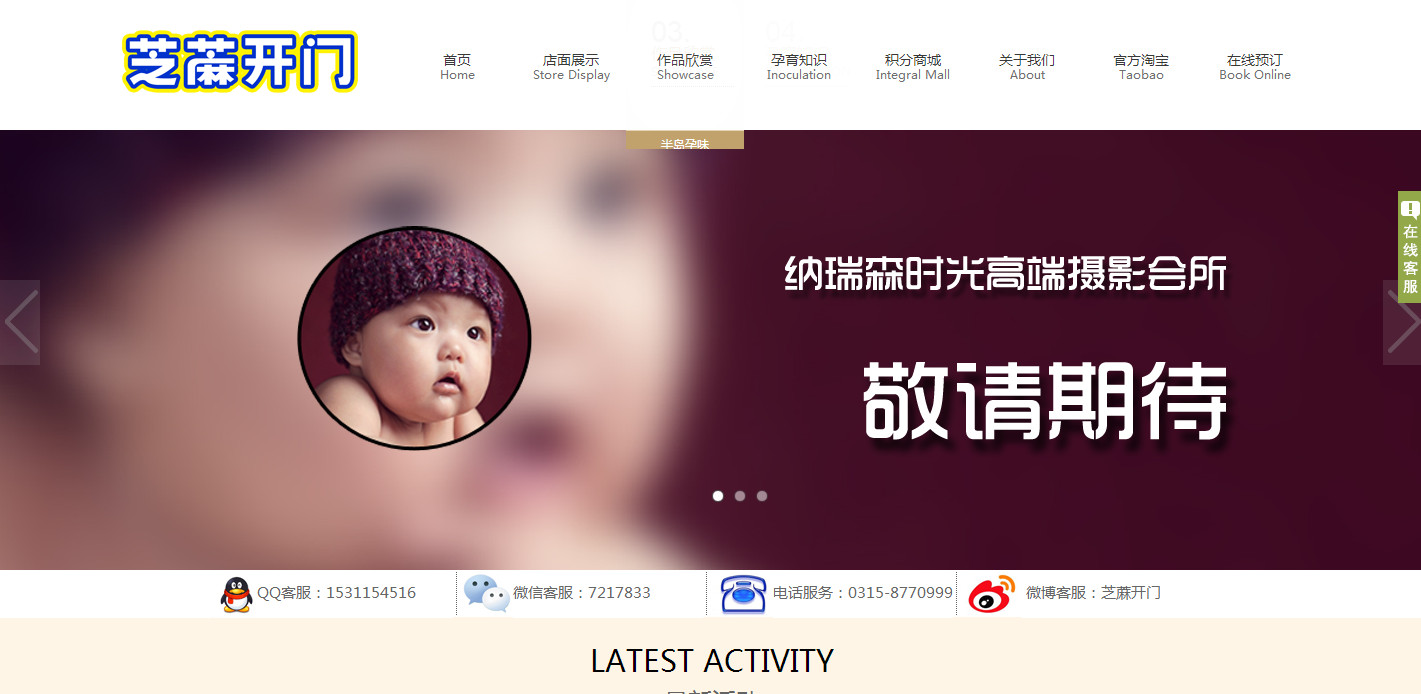 芝蔴开门
首页
Home
店面展示
Store Display
作品欣赏
Showcase
孕育知识
Inoculation
积分商城
Integral Mall
关于我们
About
官方淘宝
Taobao
在线预订
Book Online
半岛孕味
纳瑞森时光高端摄影会所
敬请期待
在线客服
QQ客服：1531154516
微信客服：7217833
电话服务：0315-8770999
微博客服：芝蔴开门
LATEST ACTIVITY